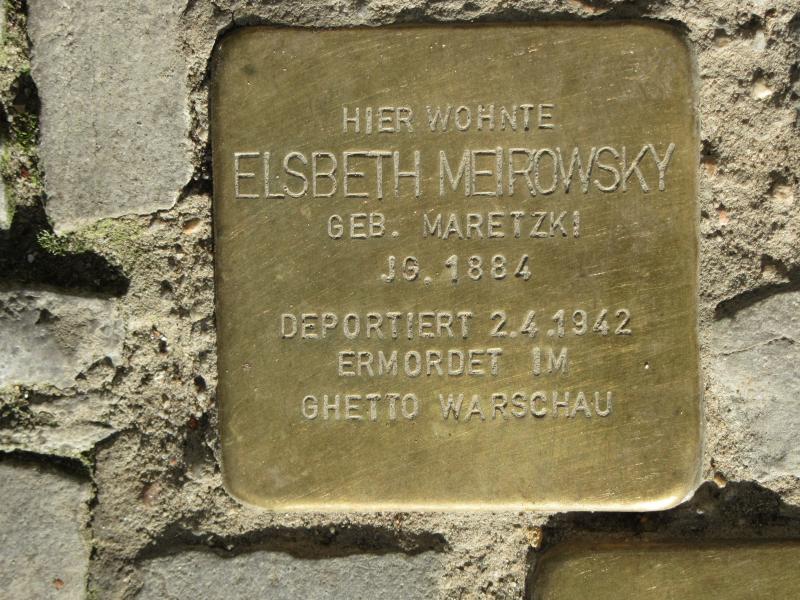 HIER WOHNTE
ELSBETH MEIROWSKY
GEB. MARETZKI
JG. 1884
DEPORTIERT 2.4.1942
ERMORDET IM
GHETTO WARSCHAU